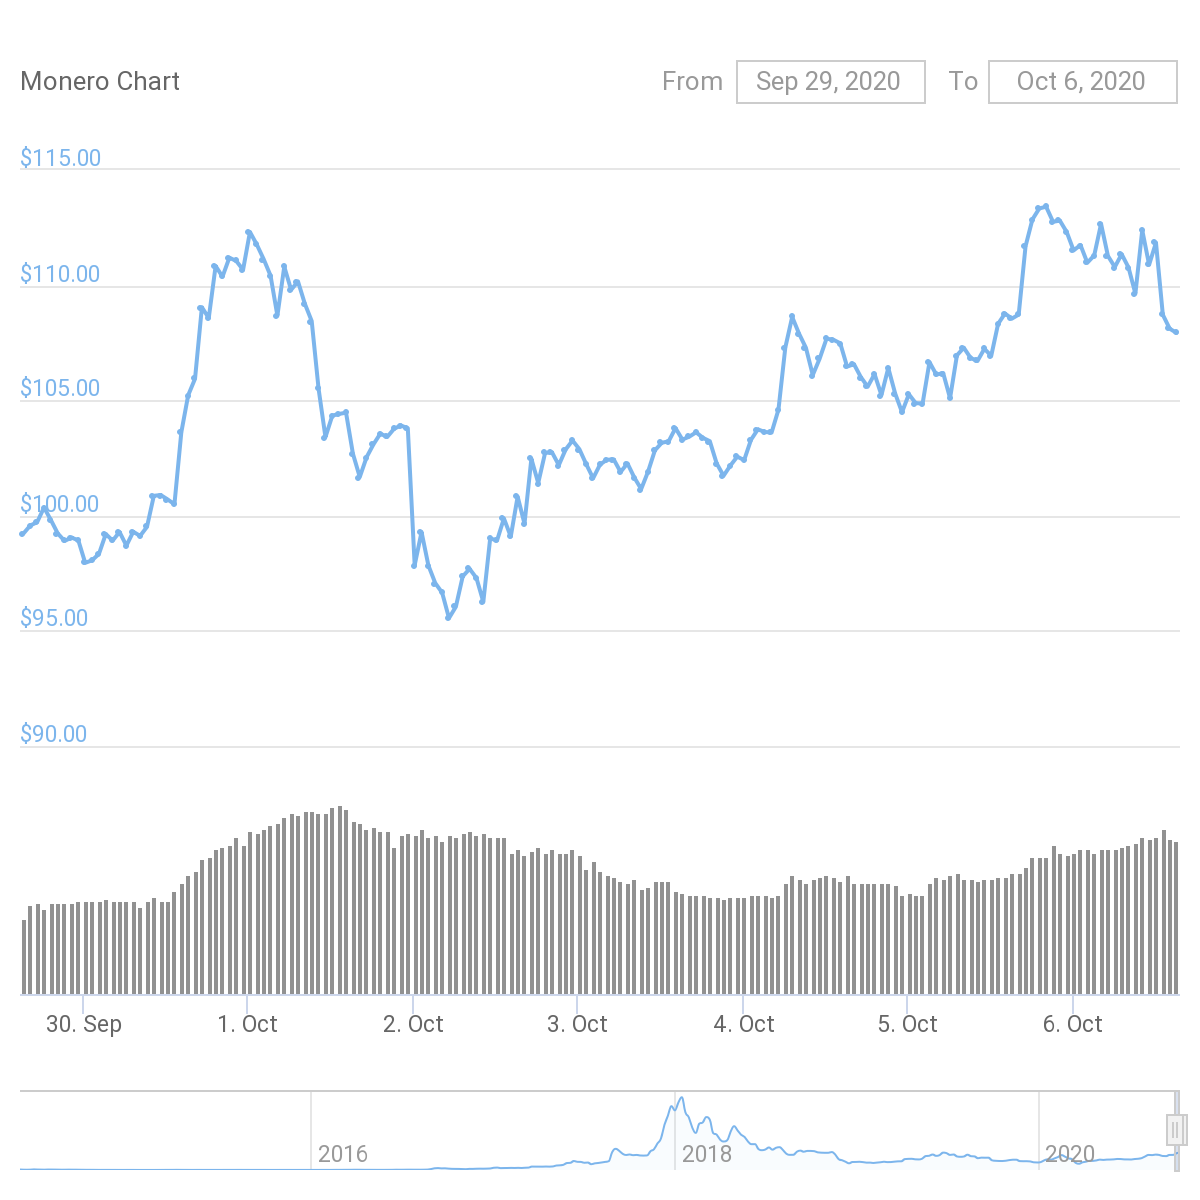 Monero Chart
From Sep 29, 2020 To Oct 6, 2020
$115.00
$110.00
$105.00
$100.00
$95.00
$90.00
30. Sep 1. Oct 2. Oct 3. Oct 4. Oct 5. Oct 6. Oct
2016 2018 2020